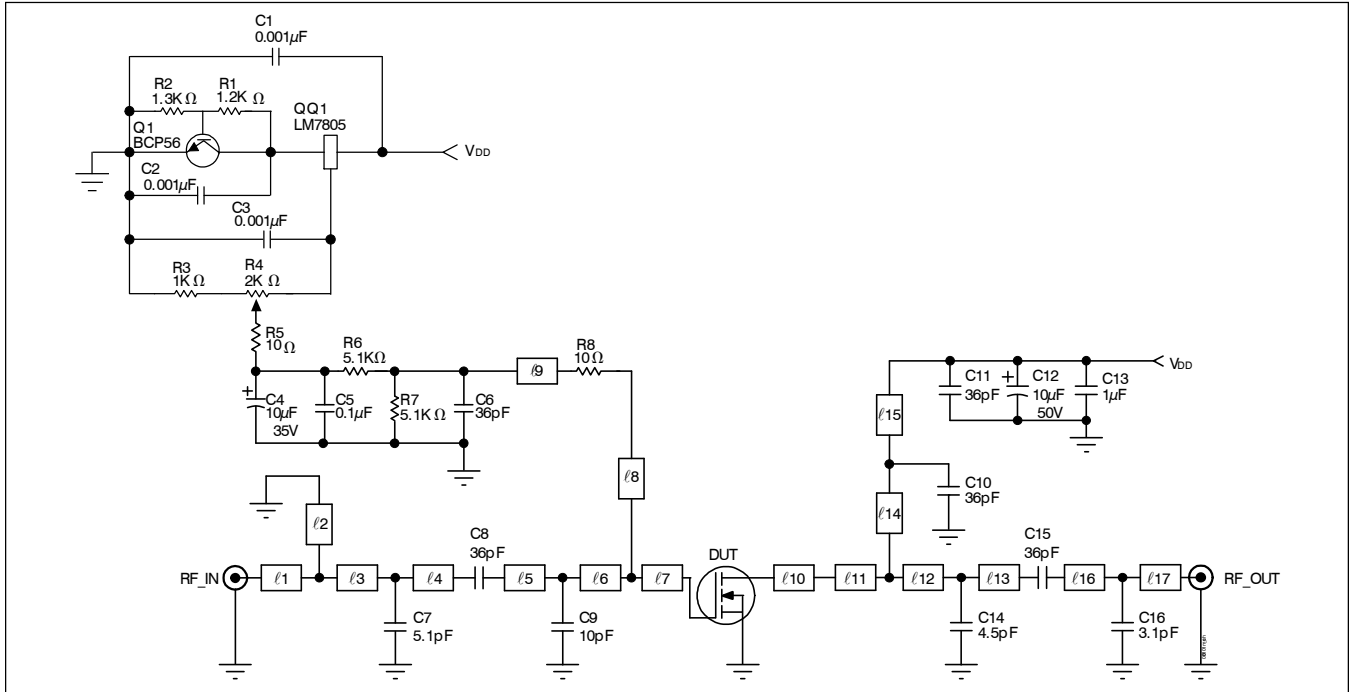 C1
0.001µF
R2
1.3K Ω
R1
1.2K Ω
QQ1
LM7805
Q1
BCP56
VDD
C2
0.001µF
C3
0.001µF
R3
1K Ω
R4
2K Ω
R5
10Ω
R6
5.1KΩ
ℓ9
R8
10Ω
C4
10µF
35V
C5
0.1µF
R7
5.1K Ω
C6
36pF
VDD
C11
36pF
C12
10µF
50V
C13
1µF
ℓ15
ℓ8
C10
36pF
ℓ14
ℓ2
C8
36pF
DUT
C15
36pF
RF_IN
ℓ1
ℓ3
ℓ4
ℓ5
ℓ6
ℓ7
ℓ10
ℓ11
ℓ12
ℓ13
ℓ16
ℓ17
RF_OUT
C7
5.1pF
C9
10pF
C14
4.5pF
C16
3.1pF